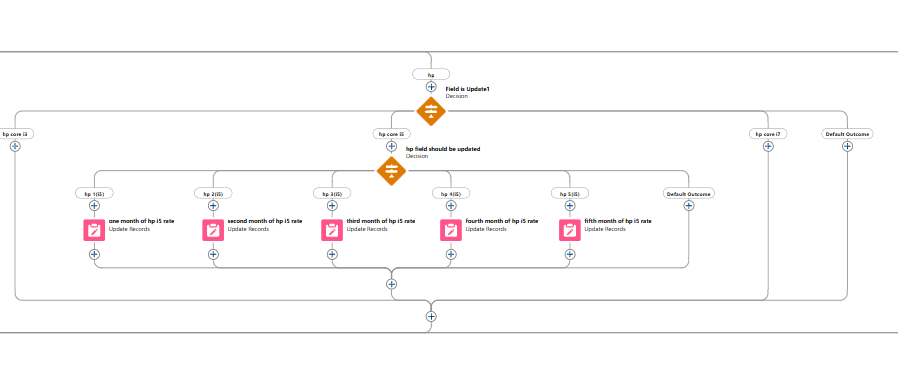 hp
Field is Update1
Decision
hp core i3
hp core i5
hp core i7
Default Outcome
hp field should be updated
Decision
hp 1(i5)
hp 2(i5)
hp 3(i5)
hp 4(i5)
hp 5(i5)
Default Outcome
one month of hp i5 rate
Update Records
second month of hp i5 rate
Update Records
third month of hp i5 rate
Update Records
fourth month of hp i5 rate
Update Records
fifth month of hp i5 rate
Update Records